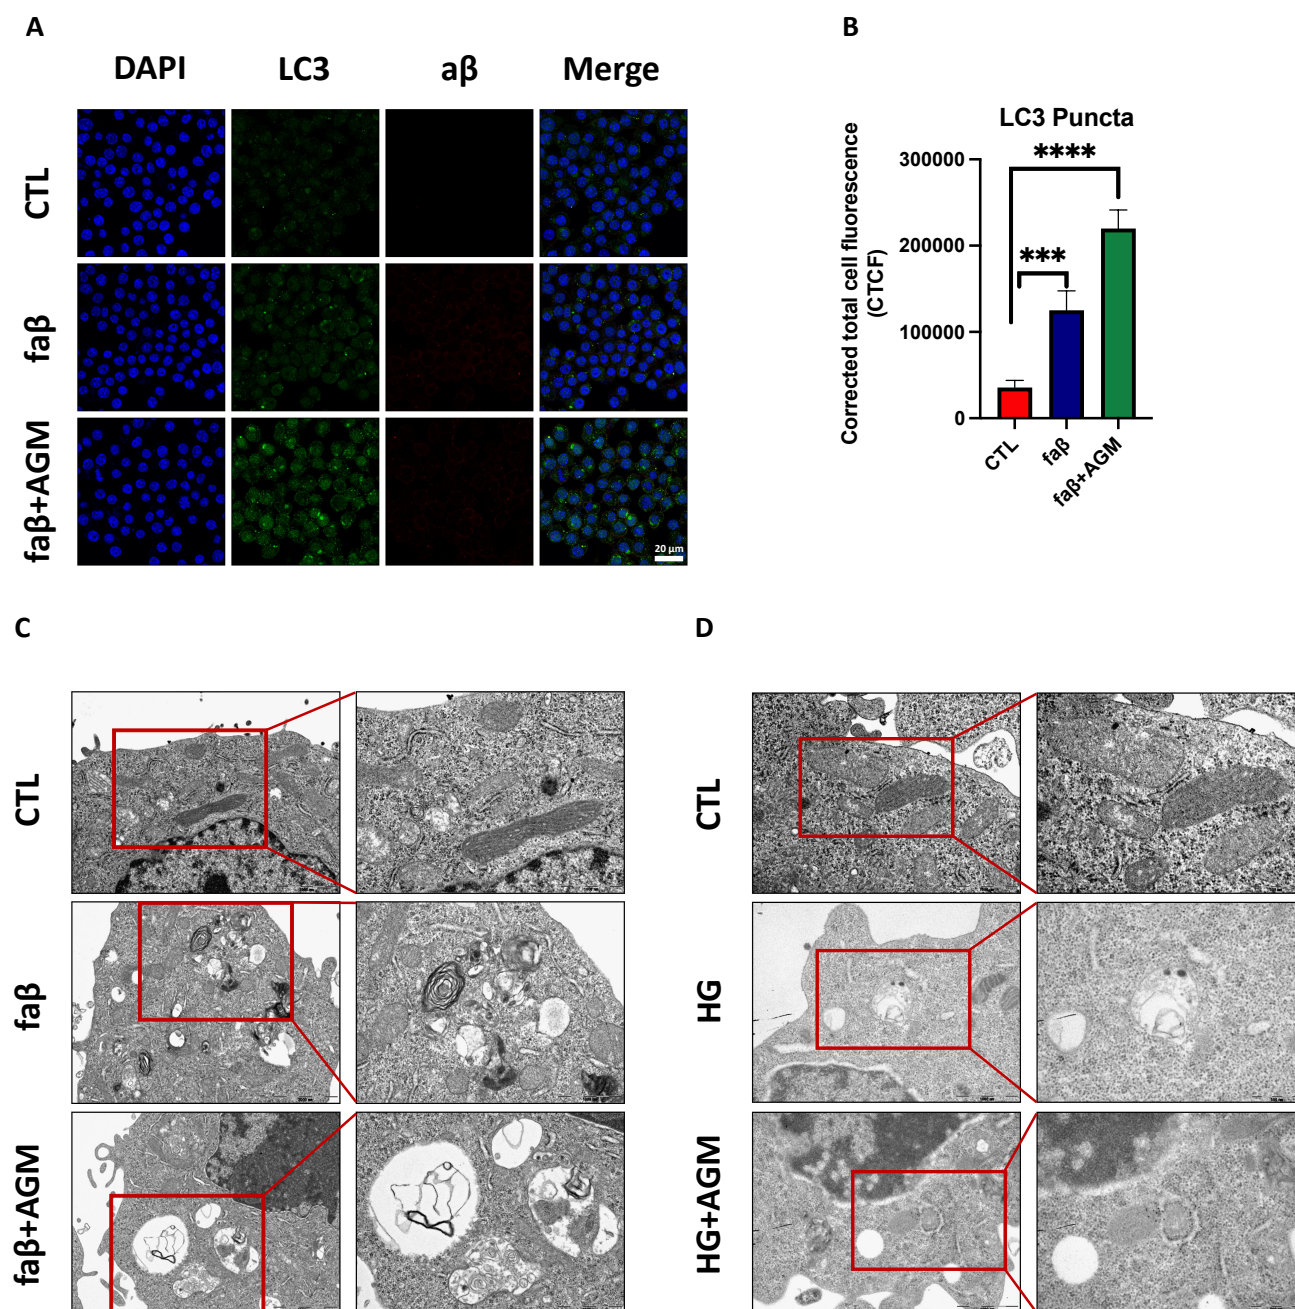 A
DAPI LC3 aβ Merge
CTL
faβ
faβ+AGM
20 μm
B
LC3 Puncta
Corrected total cell fluorescence
(CTCF)
300000
200000
100000
0
****
***
CTL
faβ
faβ+AGM
C
CTL
faβ
faβ+AGM
D
CTL
HG
HG+AGM